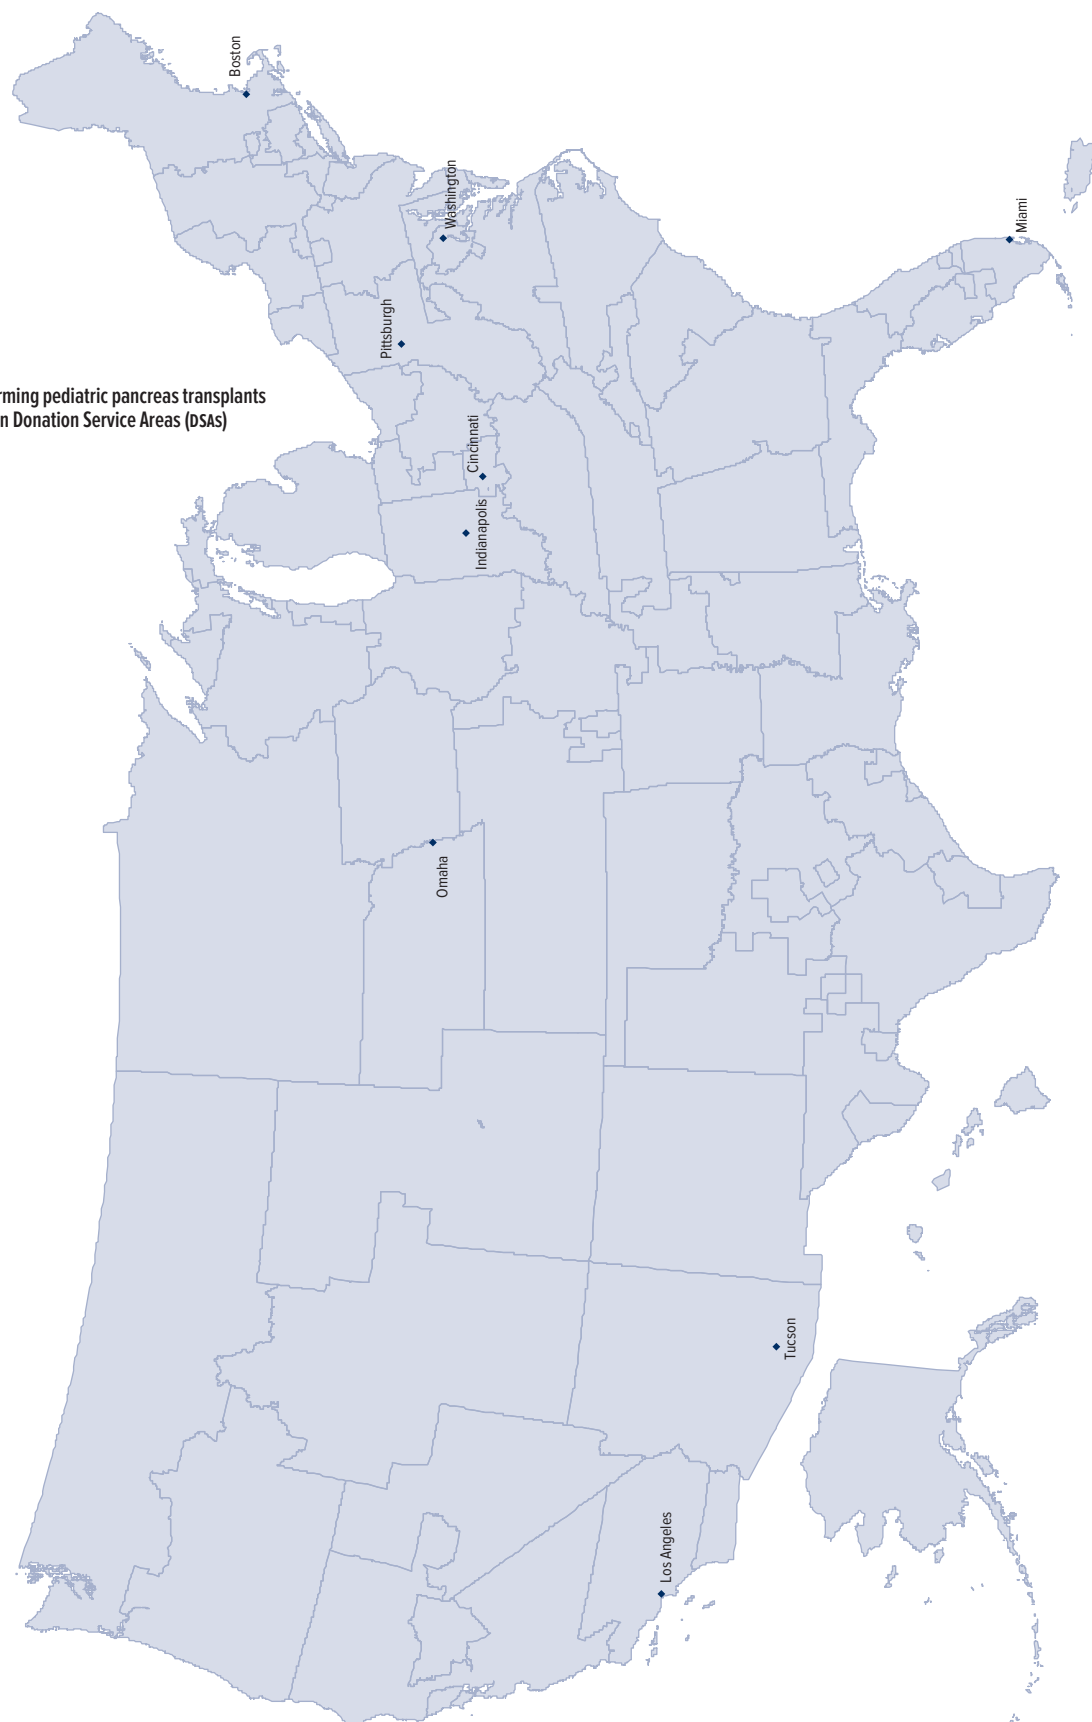 rming pediatric pancreas transplants
n Donation Service Areas (DSAs)
Boston
Washington
Pittsburgh
Miami
Cincinnati
Indianapolis
Omaha
Tucson
Los Angeles